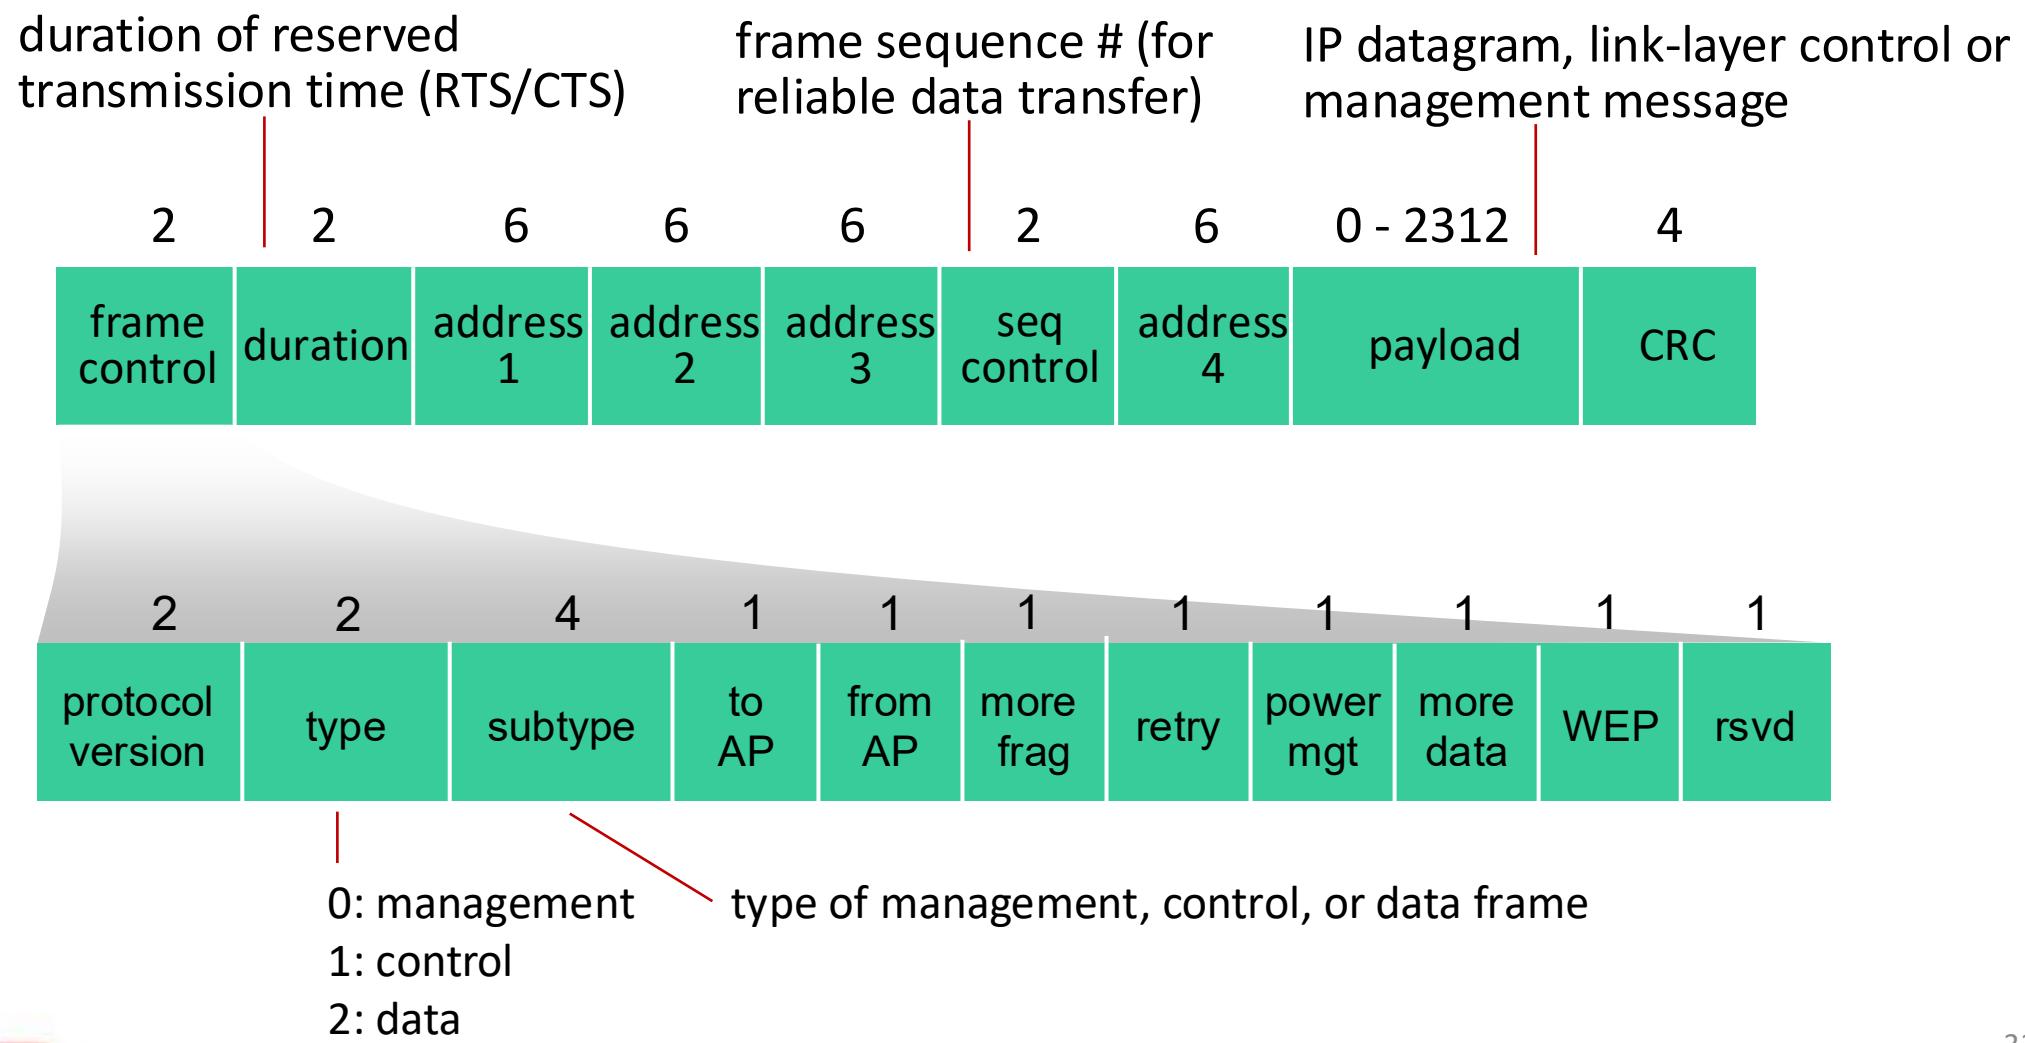 duration of reserved
transmission time (RTS/CTS)
frame sequence # (for
reliable data transfer)
IP datagram, link-layer control or
management message
2 2 6 6 6 2 6 0 - 2312 4
frame
control
duration
address
1
address
2
address
3
seq
control
address
4
payload
CRC
2 2 4 1 1 1 1 1 1 1 1
protocol
version
type
subtype
to
AP
from
AP
more
frag
retry
power
mgt
more
data
WEP
rsvd
0: management
1: control
2: data
type of management, control, or data frame